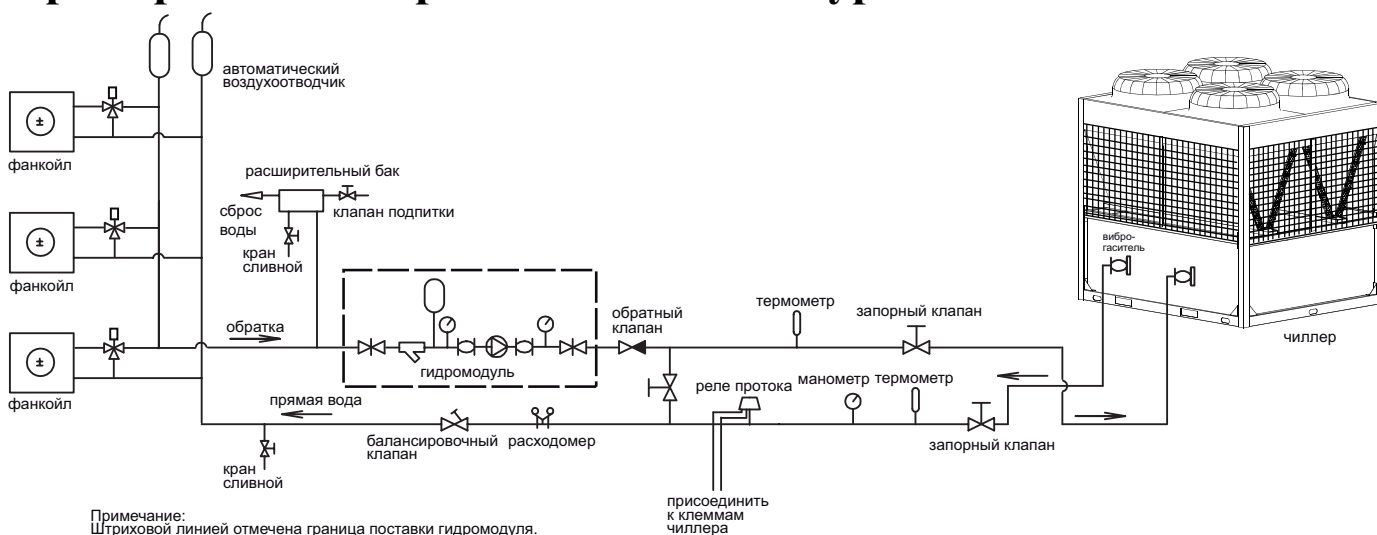 автоматический
воздухоотводчик
фанкойл
расширительный бак
сброс
воды
клапан подпитки
кран
сливной
вибро-
гаситель
фанкойл
обратка
обратный
клапан
термометр
запорный клапан
чиллер
гидромодуль
фанкойл
прямая вода
реле протока
манометр
термометр
балансировочный
клапан
расходомер
запорный клапан
кран
сливной
присоединить
к клеммам
чиллера
Примечание:
Штриховой линией отмечена граница поставки гидромодуля.